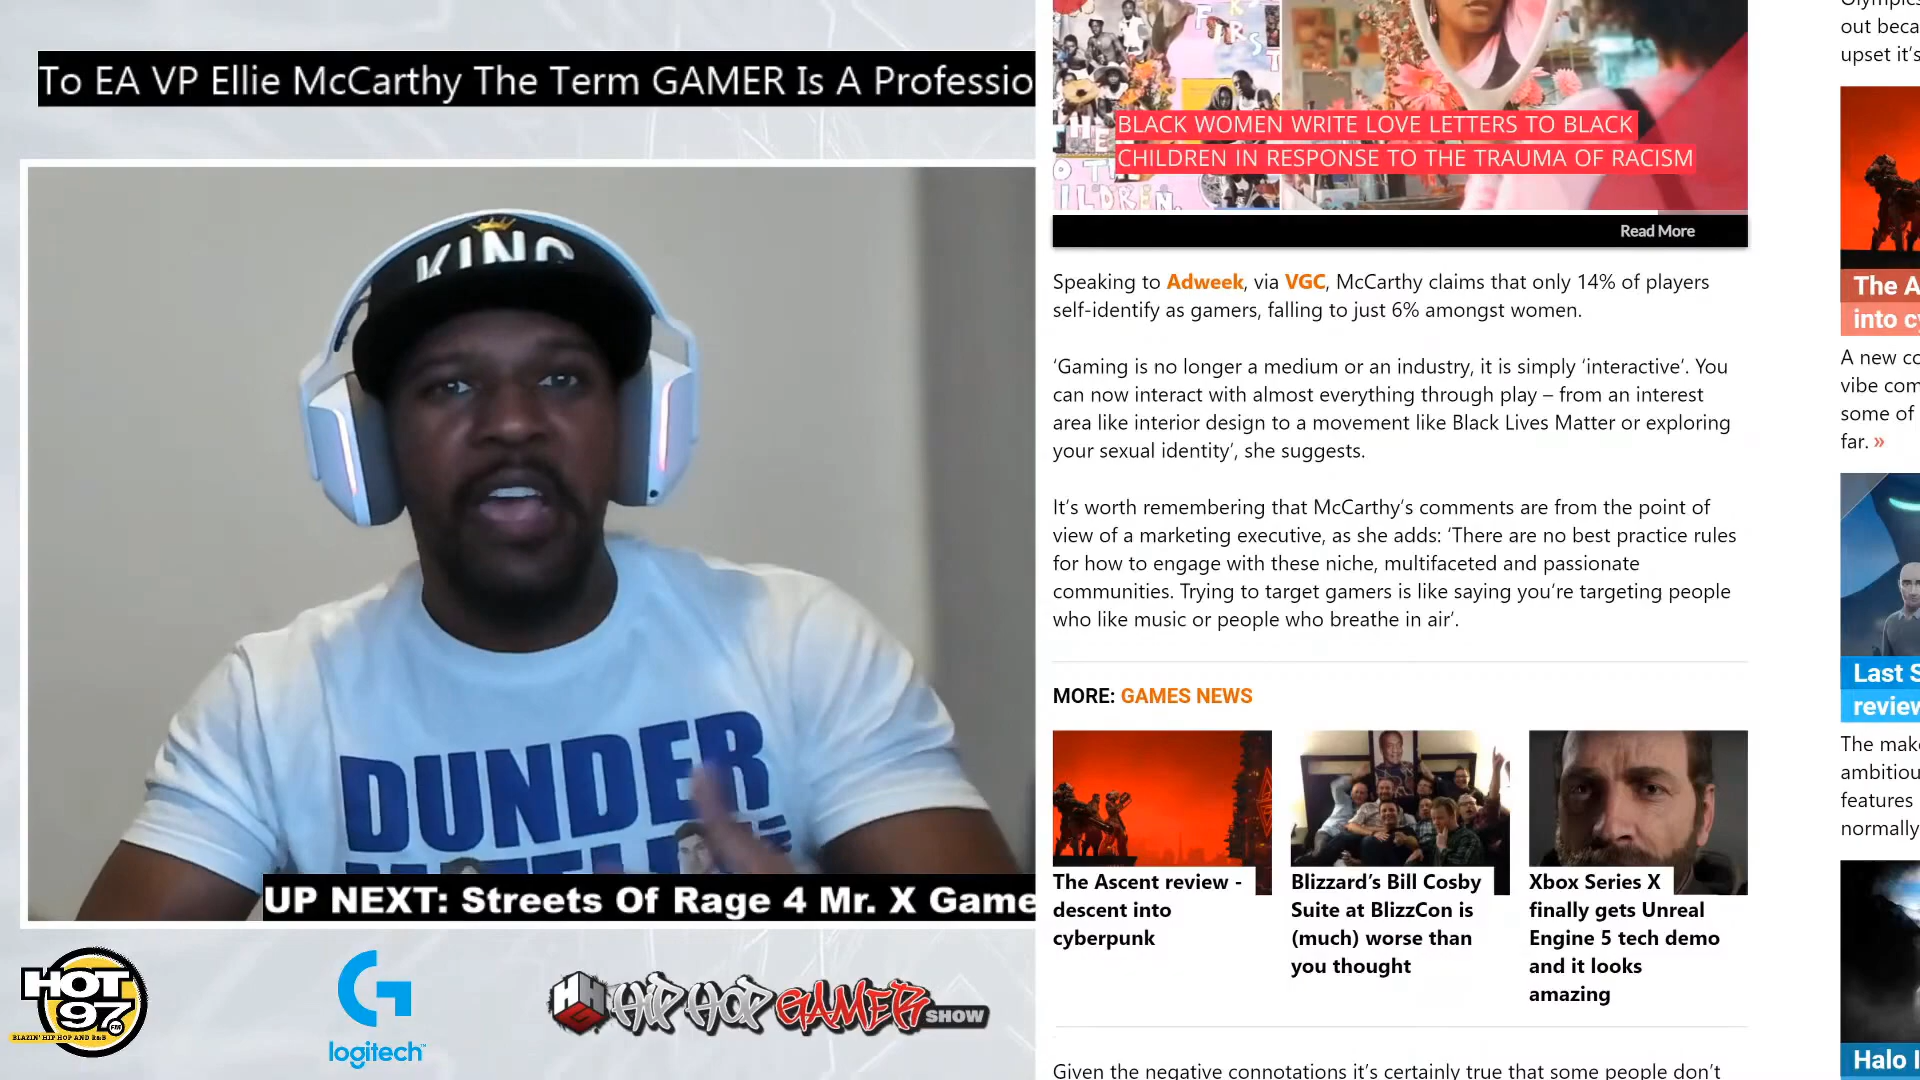 To EA VP Ellie McCarthy The Term GAMER Is A Professio
KING
DUNDER
UP NEXT: Streets Of Rage 4 Mr. X Game
HOT
97
FM
BLAZIN' HIP HOP AND R&B
logitech
HIP HOP GAMER SHOW
BLACK WOMEN WRITE LOVE LETTERS TO BLACK
CHILDREN IN RESPONSE TO THE TRAUMA OF RACISM
Read More
Speaking to Adweek, via VGC, McCarthy claims that only 14% of players
self-identify as gamers, falling to just 6% amongst women.
‘Gaming is no longer a medium or an industry, it is simply ‘interactive’. You
can now interact with almost everything through play – from an interest
area like interior design to a movement like Black Lives Matter or exploring
your sexual identity’, she suggests.
It’s worth remembering that McCarthy’s comments are from the point of
view of a marketing executive, as she adds: ‘There are no best practice rules
for how to engage with these niche, multifaceted and passionate
communities. Trying to target gamers is like saying you’re targeting people
who like music or people who breathe in air’.
MORE: GAMES NEWS
The Ascent review -
descent into
cyberpunk
Blizzard’s Bill Cosby
Suite at BlizzCon is
(much) worse than
you thought
Xbox Series X
finally gets Unreal
Engine 5 tech demo
and it looks
amazing
Given the negative connotations it’s certainly true that some people don’t
out beca
upset it’s
The A
into cy
A new co
vibe com
some of
far. »
Last S
review
The mak
ambitiou
features
normally
Halo I